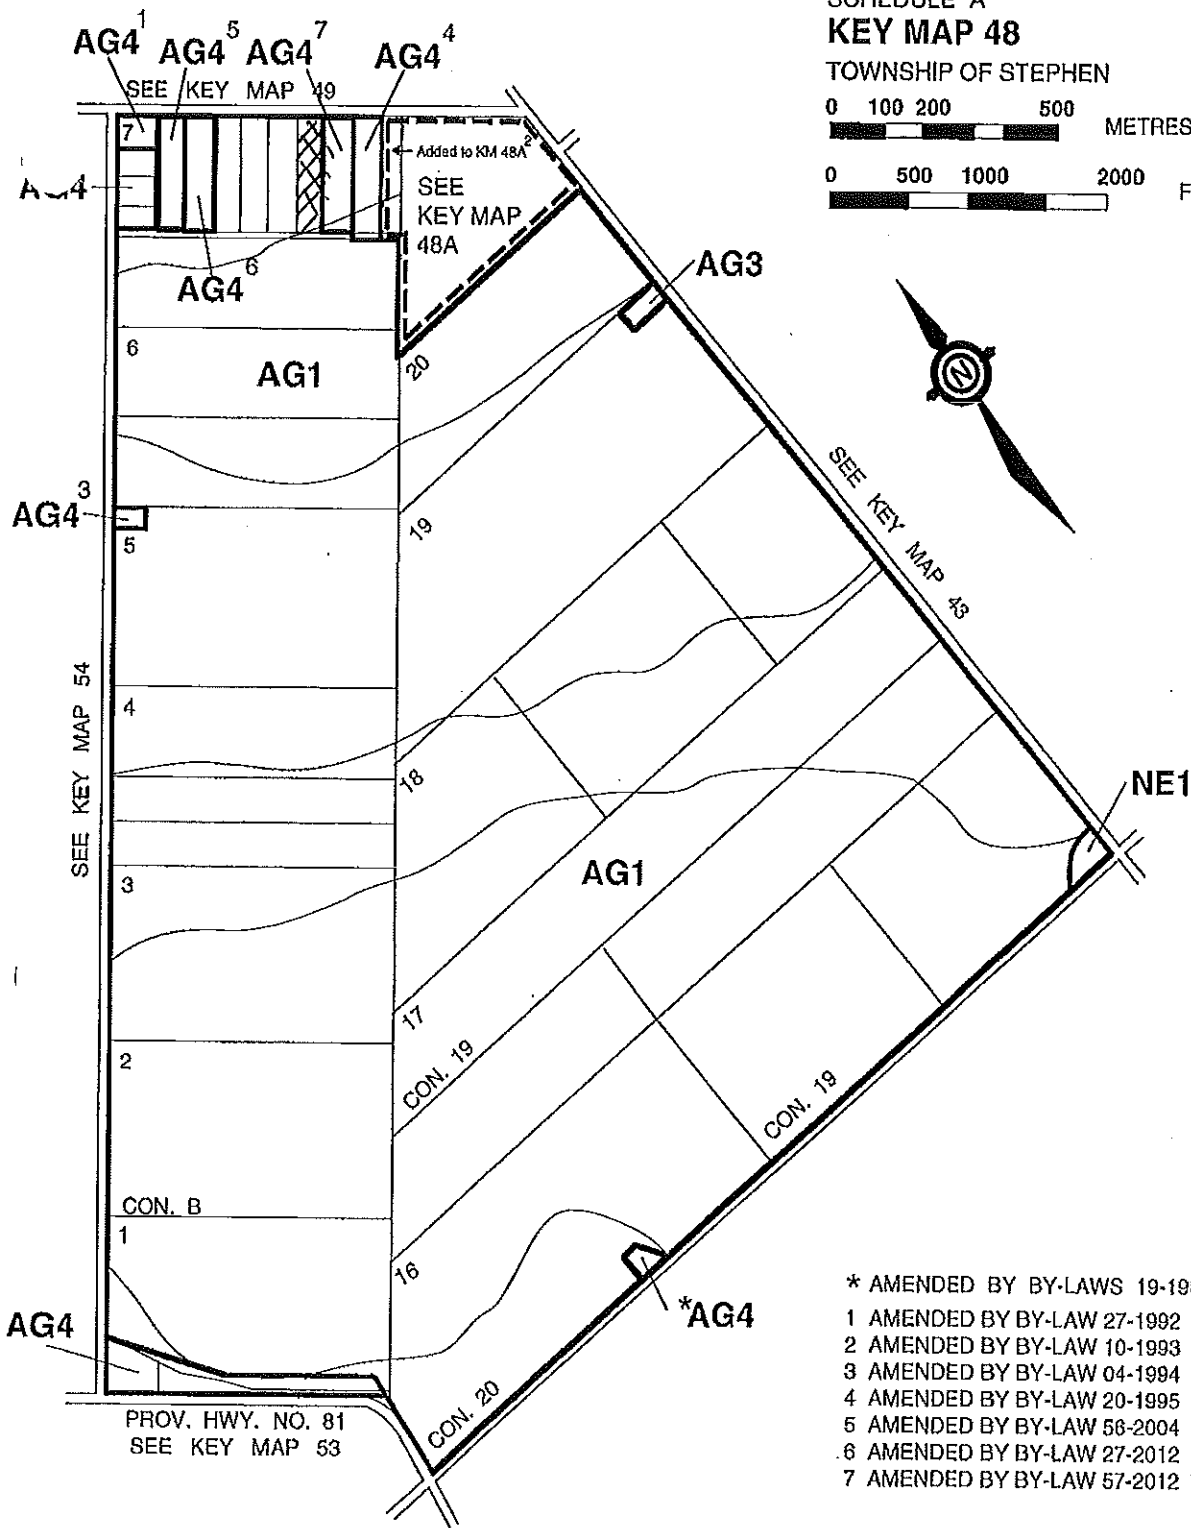 SCHEDULE "A"
KEY MAP 48
TOWNSHIP OF STEPHEN
0 100 200 500 METRES
0 500 1000 2000 F
AG4 1 AG4 5 AG4 7 AG4 4
SEE KEY MAP 49
7
Added to KM 48A 2
SEE
KEY MAP
48A
AG4 6
AG3
N
6
AG1
20
AG4 3
5
19
SEE KEY MAP 43
SEE KEY MAP 54
4
18
NE1
3
AG1
17
2
CON. 19
CON. 19
CON. B
1
16
AG4
*AG4
CON. 20
PROV. HWY. NO. 81
SEE KEY MAP 53
* AMENDED BY BY-LAWS 19-19
1 AMENDED BY BY-LAW 27-1992
2 AMENDED BY BY-LAW 10-1993
3 AMENDED BY BY-LAW 04-1994
4 AMENDED BY BY-LAW 20-1995
5 AMENDED BY BY-LAW 56-2004
6 AMENDED BY BY-LAW 27-2012
7 AMENDED BY BY-LAW 57-2012